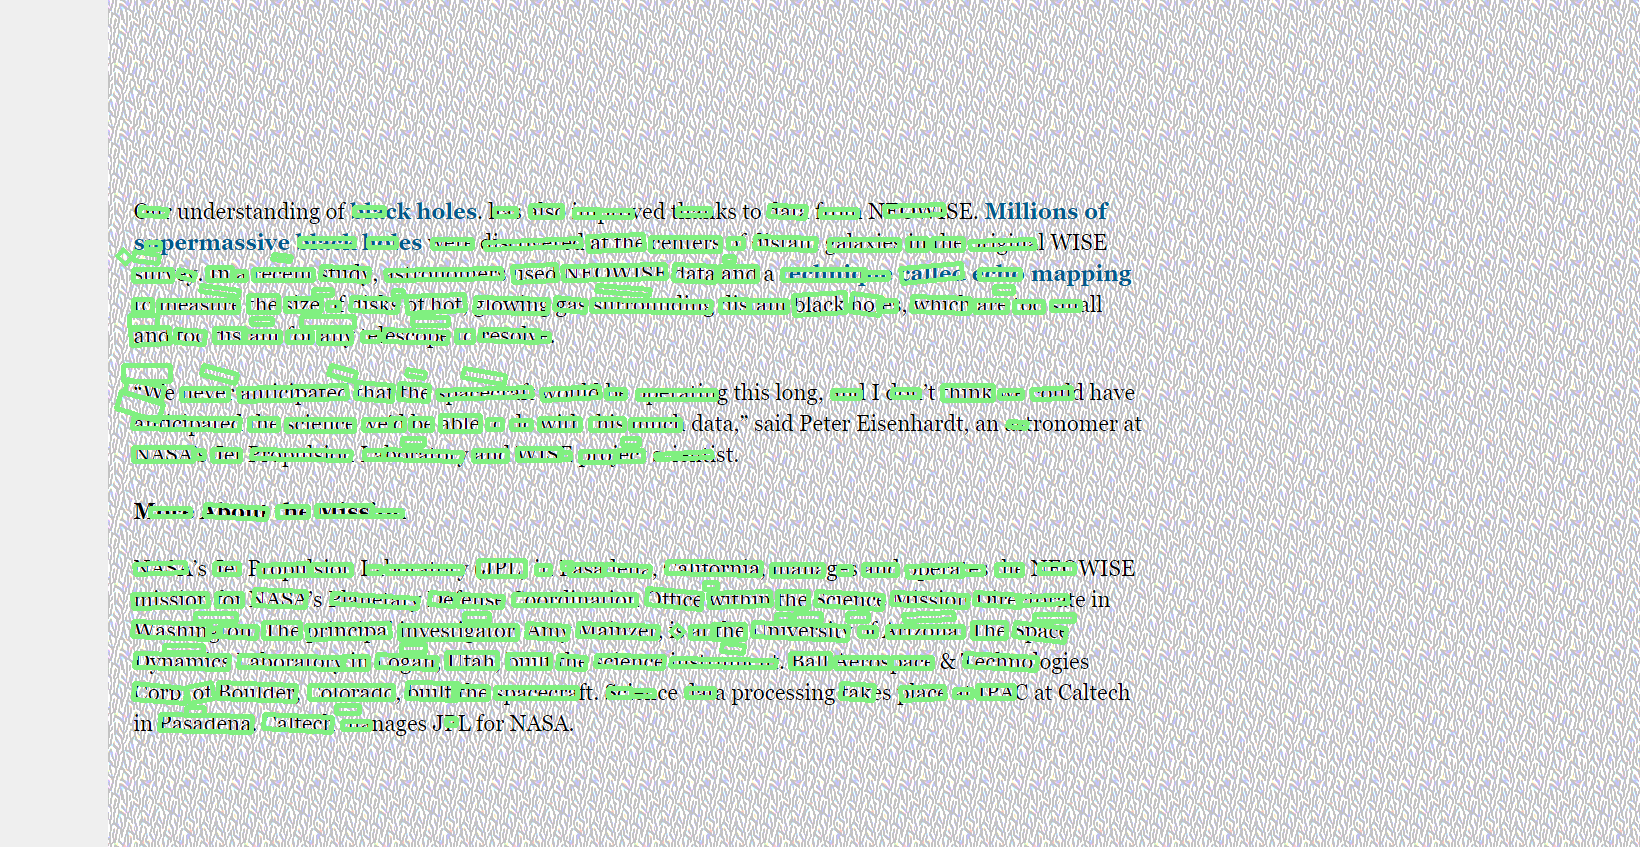 Our understanding of black holes. has also improved thanks to data from NEOWISE. Millions of
supermassive black holes were discovered at the centers of distant galaxies in the original WISE
survey. In a recent study, astronomers used NEOWISE data and a technique called echo mapping
to measure the size of disks of hot, glowing gas surrounding distant black holes, which are too small
and too distant for any telescope to resolve.
“We never anticipated that the spacecraft would be operating this long, and I don’t think we could have
anticipated the science we’d be able to do with this much data,” said Peter Eisenhardt, an astronomer at
NASA’s Jet Propulsion Laboratory and WISE project scientist.
More About the Mission
NASA’s Jet Propulsion Laboratory (JPL) in Pasadena, California, manages and operates the NEOWISE
mission for NASA’s Planetary Defense Coordination Office within the Science Mission Directorate in
Washington. The principal investigator, Amy Mainzer, is at the University of Arizona. The Space
Dynamics Laboratory in Logan, Utah, built the science instrument. Ball Aerospace & Technologies
Corp. of Boulder, Colorado, built the spacecraft. Science data processing takes place at IPAC at Caltech
in Pasadena. Caltech manages JPL for NASA.